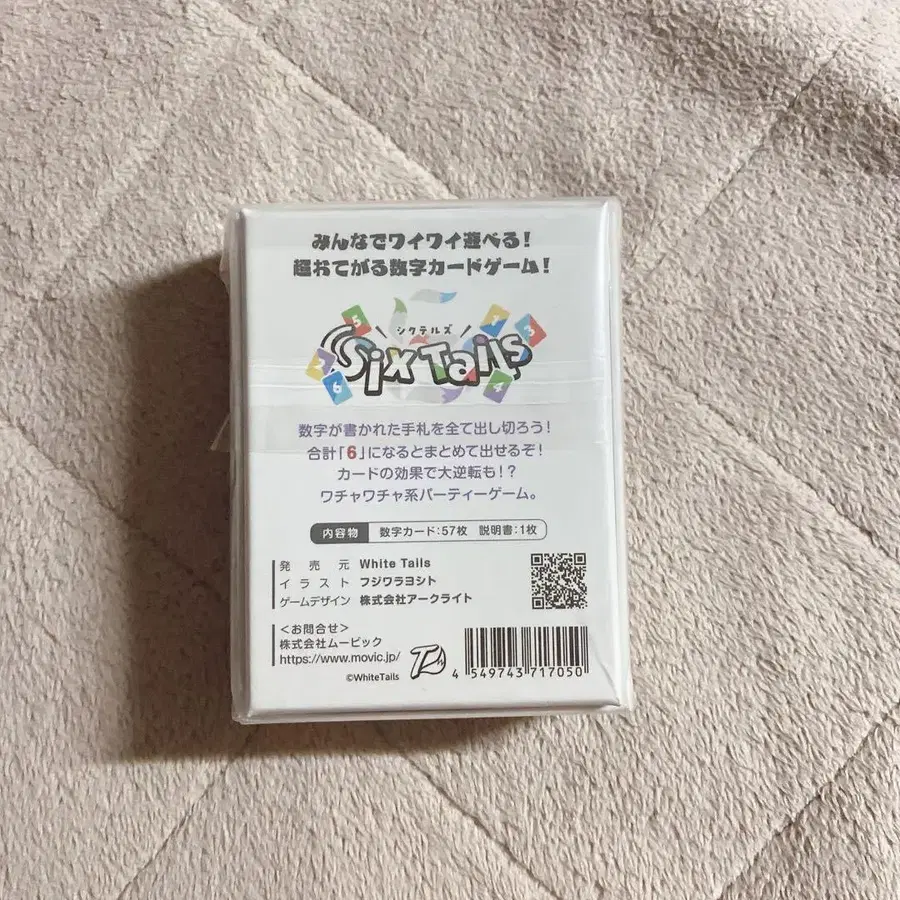 みんなでワイワイ遊べる!
超おてがる数字カードゲーム!
シクテルズ
5 1 3
Six Tails
2 6 4
数字が書かれた手札を全て出し切ろう!
合計「6」になるとまとめて出せるぞ!
カードの効果で大逆転も!?
ワチャワチャ系パーティーゲーム。
内容物 数字カード:57枚 説明書:1枚
発売元 White Tails
イラスト フジワラヨシト
ゲームデザイン 株式会社アークライト
<お問合せ>
株式会社ムービック
https://www.movic.jp/
©WhiteTails
4 549743 717050